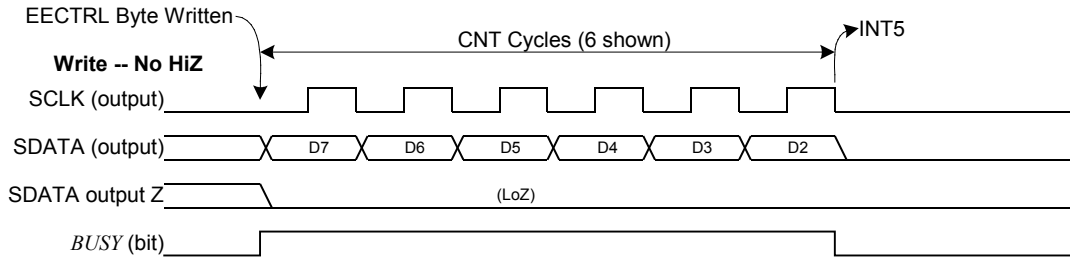 EECTRL Byte Written
CNT Cycles (6 shown)
INT5
Write -- No HiZ
SCLK (output)
SDATA (output)
D7 D6 D5 D4 D3 D2
SDATA output Z
(LoZ)
BUSY (bit)